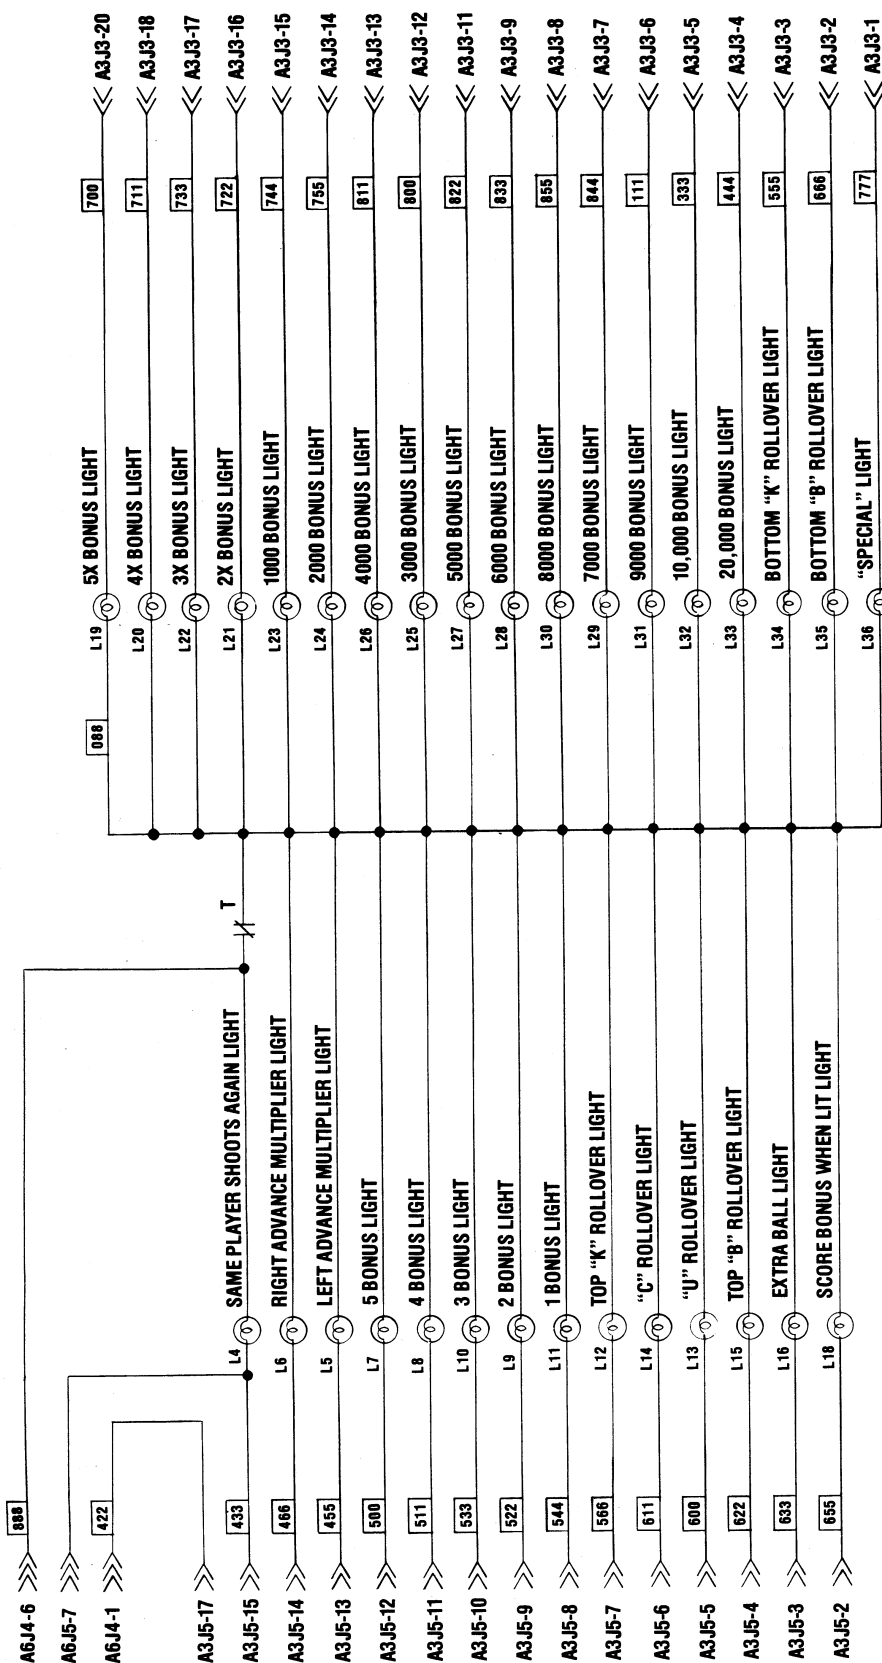 A3J3-20
700
5X BONUS LIGHT
L19
088
A3J3-18
711
4X BONUS LIGHT
L20
A3J3-17
733
3X BONUS LIGHT
L22
A3J3-16
722
2X BONUS LIGHT
L21
A3J3-15
744
1000 BONUS LIGHT
L23
A3J3-14
755
2000 BONUS LIGHT
L24
A3J3-13
811
4000 BONUS LIGHT
L26
A3J3-12
800
3000 BONUS LIGHT
L25
A3J3-11
822
5000 BONUS LIGHT
L27
A3J3-9
833
6000 BONUS LIGHT
L28
A3J3-8
855
8000 BONUS LIGHT
L30
A3J3-7
844
7000 BONUS LIGHT
L29
A3J3-6
111
9000 BONUS LIGHT
L31
A3J3-5
333
10,000 BONUS LIGHT
L32
A3J3-4
444
20,000 BONUS LIGHT
L33
A3J3-3
555
BOTTOM “K” ROLLOVER LIGHT
L34
A3J3-2
666
BOTTOM “B” ROLLOVER LIGHT
L35
A3J3-1
777
“SPECIAL” LIGHT
L36
T
A6J4-6
888
A6J5-7
A6J4-1
422
A3J5-17
A3J5-15
433
L4
SAME PLAYER SHOOTS AGAIN LIGHT
A3J5-14
466
L6
RIGHT ADVANCE MULTIPLIER LIGHT
A3J5-13
455
L5
LEFT ADVANCE MULTIPLIER LIGHT
A3J5-12
500
L7
5 BONUS LIGHT
A3J5-11
511
L8
4 BONUS LIGHT
A3J5-10
533
L10
3 BONUS LIGHT
A3J5-9
522
L9
2 BONUS LIGHT
A3J5-8
544
L11
1 BONUS LIGHT
A3J5-7
566
L12
TOP “K” ROLLOVER LIGHT
A3J5-6
611
L14
“C” ROLLOVER LIGHT
A3J5-5
600
L13
“U” ROLLOVER LIGHT
A3J5-4
622
L15
TOP “B” ROLLOVER LIGHT
A3J5-3
633
L16
EXTRA BALL LIGHT
A3J5-2
655
L18
SCORE BONUS WHEN LIT LIGHT